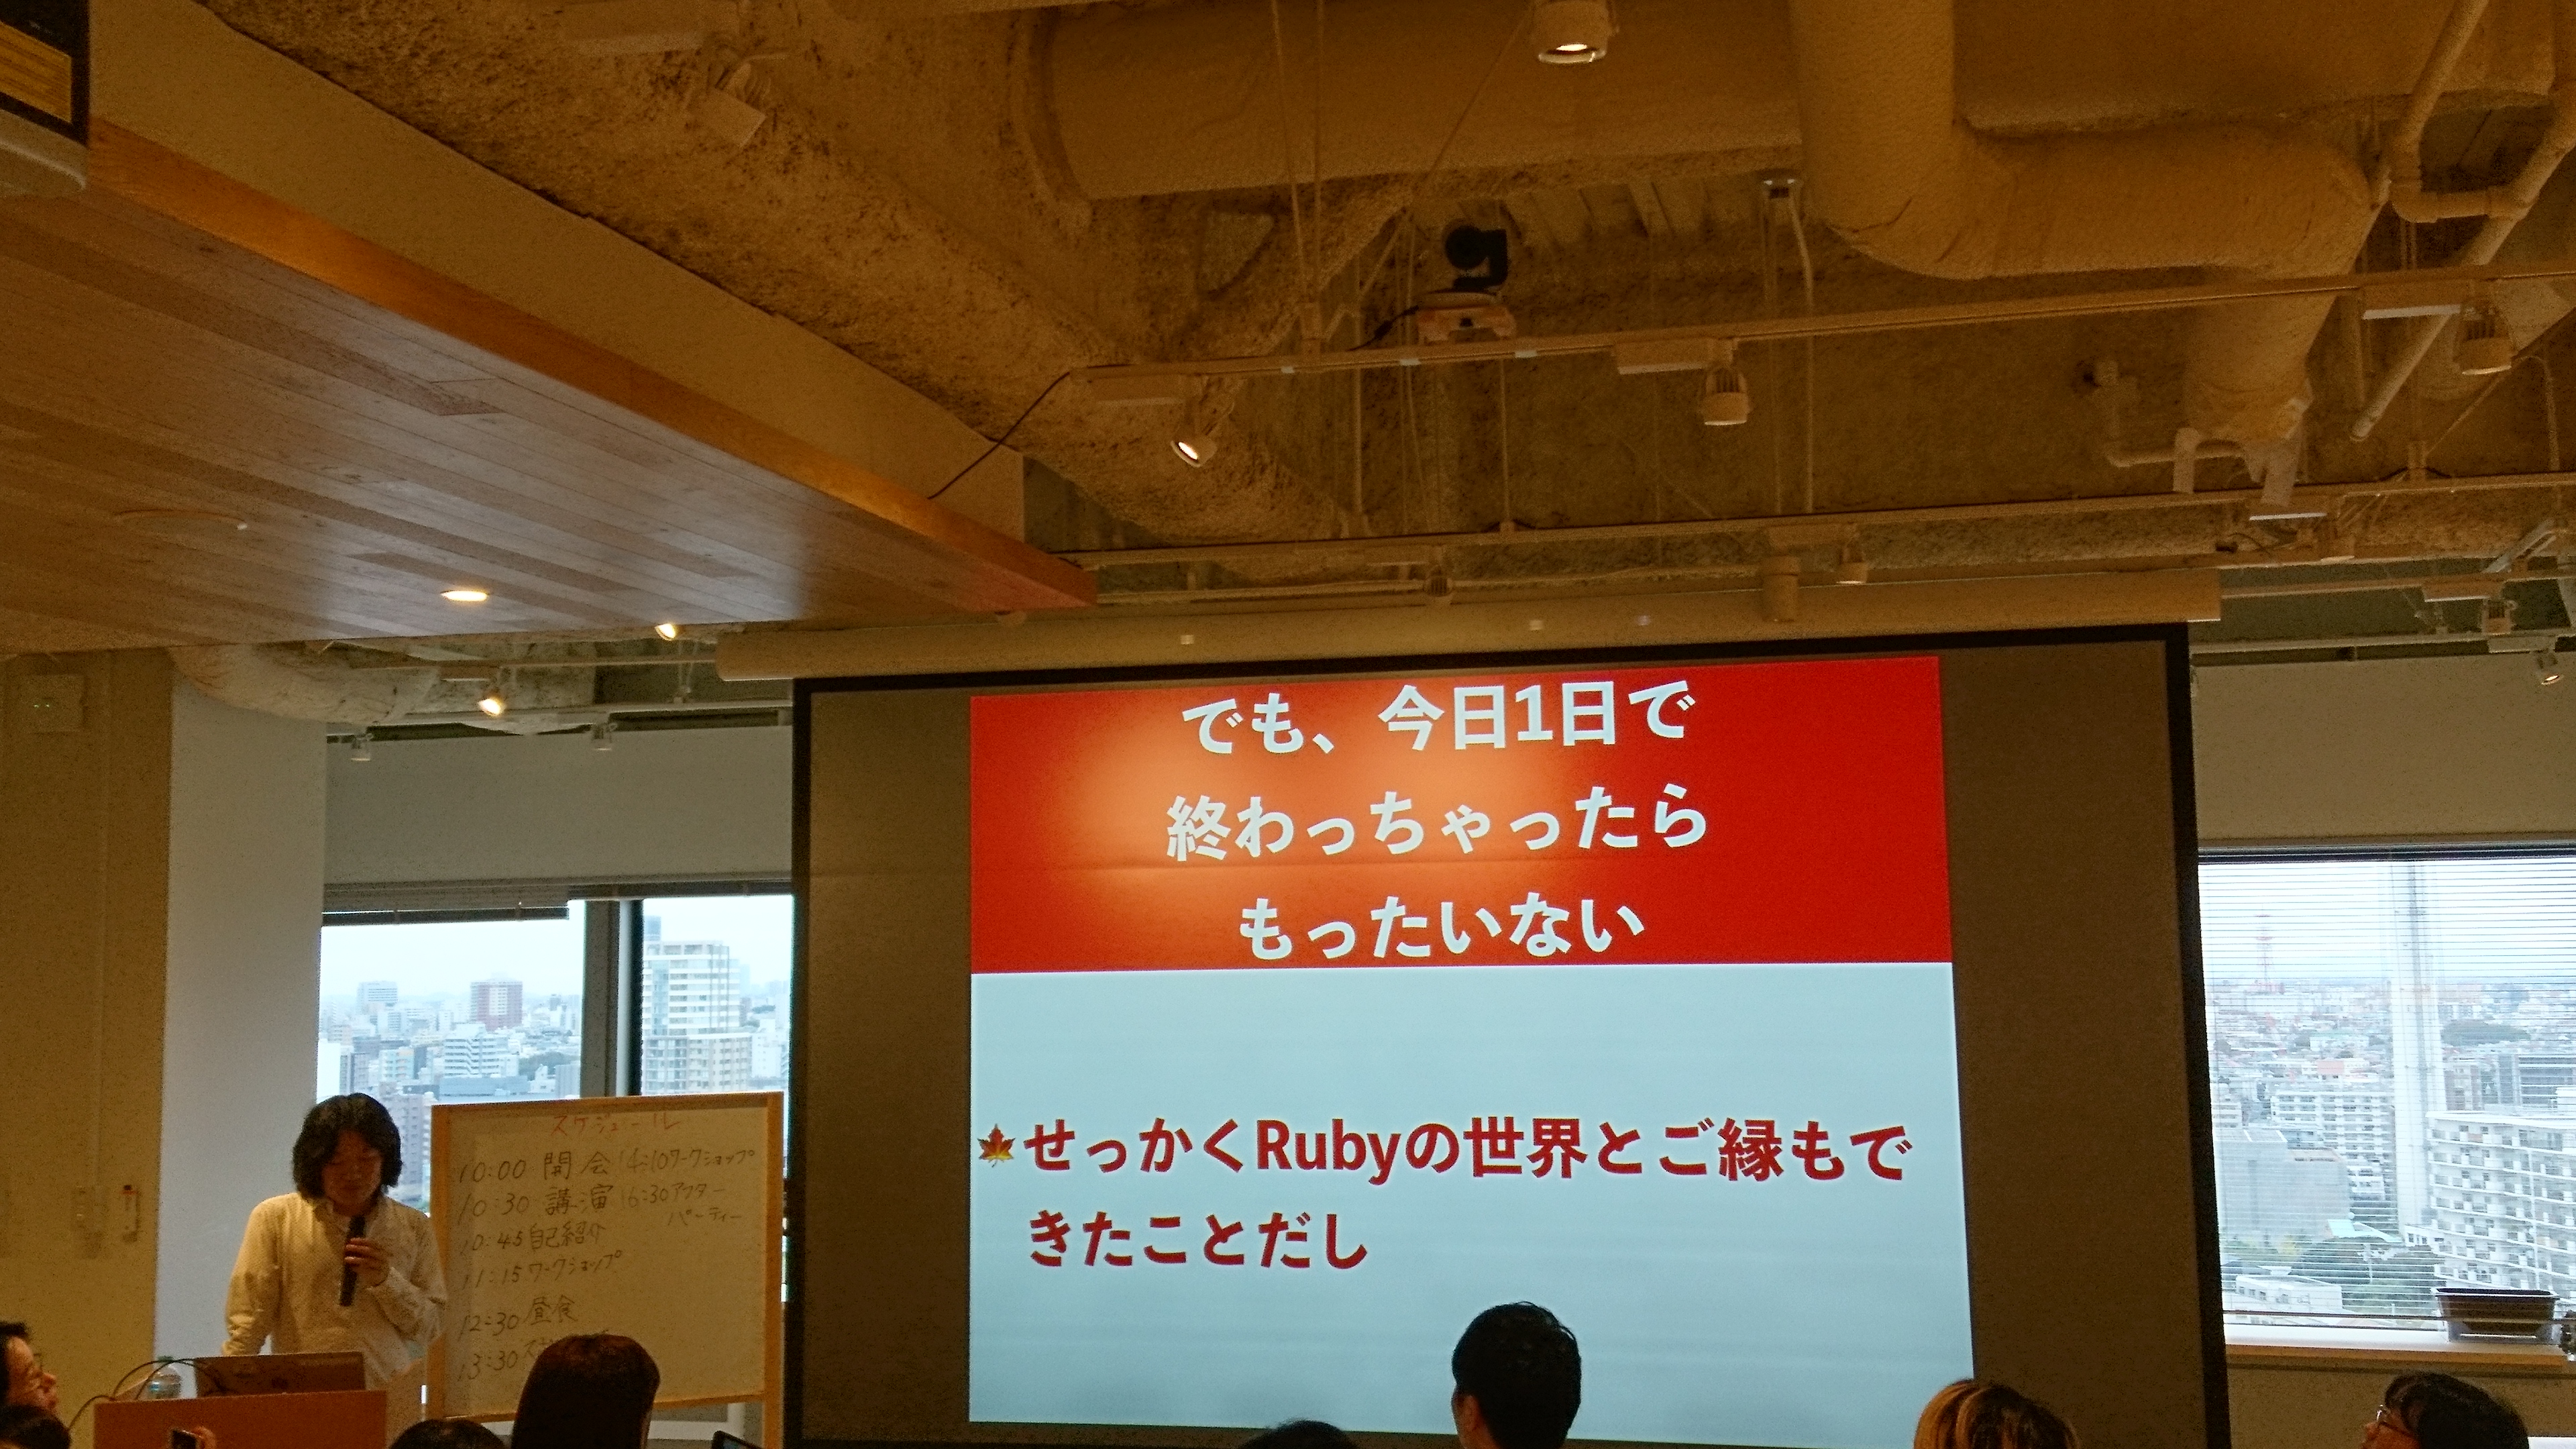 でも、今日1日で
終わっちゃったら
もったいない
🍁せっかくRubyの世界とご縁もで
きたことだし
スケジュール
10:00 開会
10:30 講演
10:45 自己紹介
11:15 ワークショップ
12:30 昼食
13:30
14:10 ワークショップ
16:30 アフター
パーティー